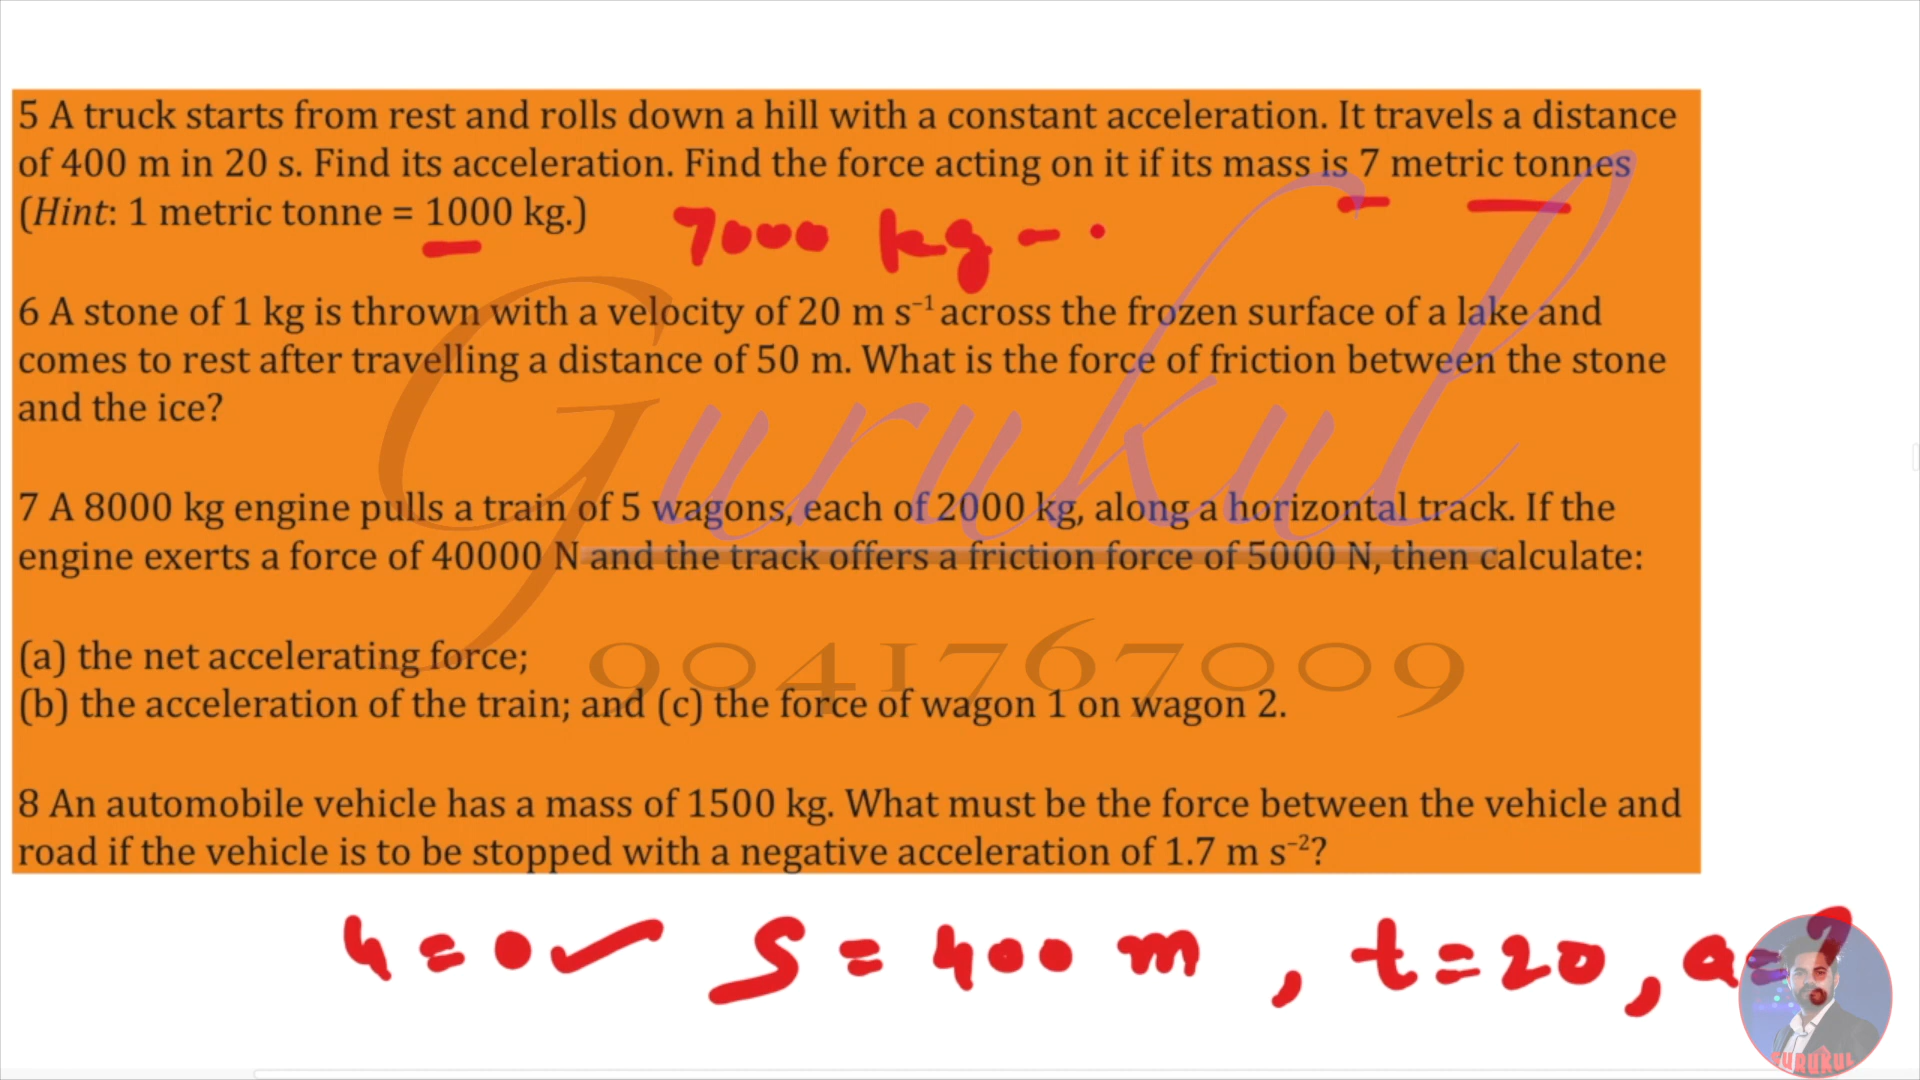 5 A truck starts from rest and rolls down a hill with a constant acceleration. It travels a distance
of 400 m in 20 s. Find its acceleration. Find the force acting on it if its mass is 7 metric tonnes
(Hint: 1 metric tonne = 1000 kg.)
7000 kg - .
6 A stone of 1 kg is thrown with a velocity of 20 m s⁻¹ across the frozen surface of a lake and
comes to rest after travelling a distance of 50 m. What is the force of friction between the stone
and the ice?
Gurukul
7 A 8000 kg engine pulls a train of 5 wagons, each of 2000 kg, along a horizontal track. If the
engine exerts a force of 40000 N and the track offers a friction force of 5000 N, then calculate:
(a) the net accelerating force;
9041767009
(b) the acceleration of the train; and (c) the force of wagon 1 on wagon 2.
8 An automobile vehicle has a mass of 1500 kg. What must be the force between the vehicle and
road if the vehicle is to be stopped with a negative acceleration of 1.7 m s⁻²?
u=0✓ S = 400 m , t=20, a=?
GURUKUL